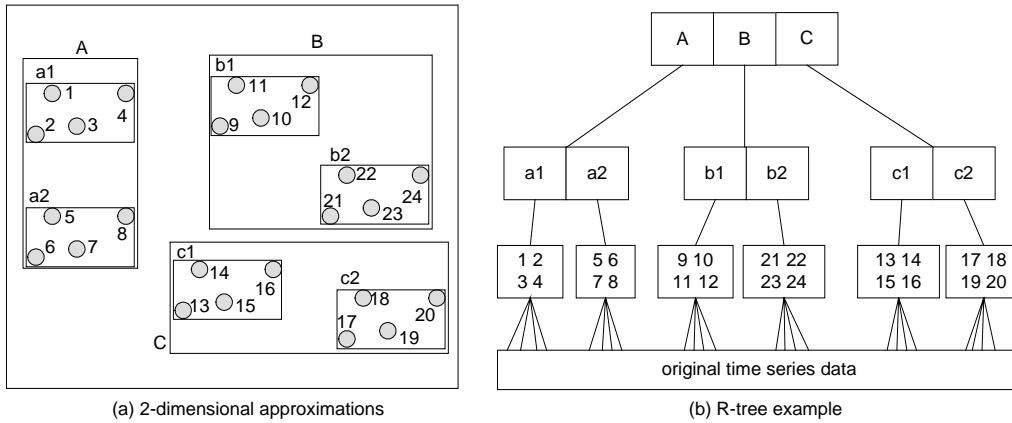 A
a1
1
2
3
4
a2
5
6
7
8
B
b1
11
12
9
10
b2
22
24
21
23
c1
14
16
13
15
C
c2
18
20
17
19
(a) 2-dimensional approximations
A B C
a1 a2
b1 b2
c1 c2
1 2
3 4
5 6
7 8
9 10
11 12
21 22
23 24
13 14
15 16
17 18
19 20
original time series data
(b) R-tree example